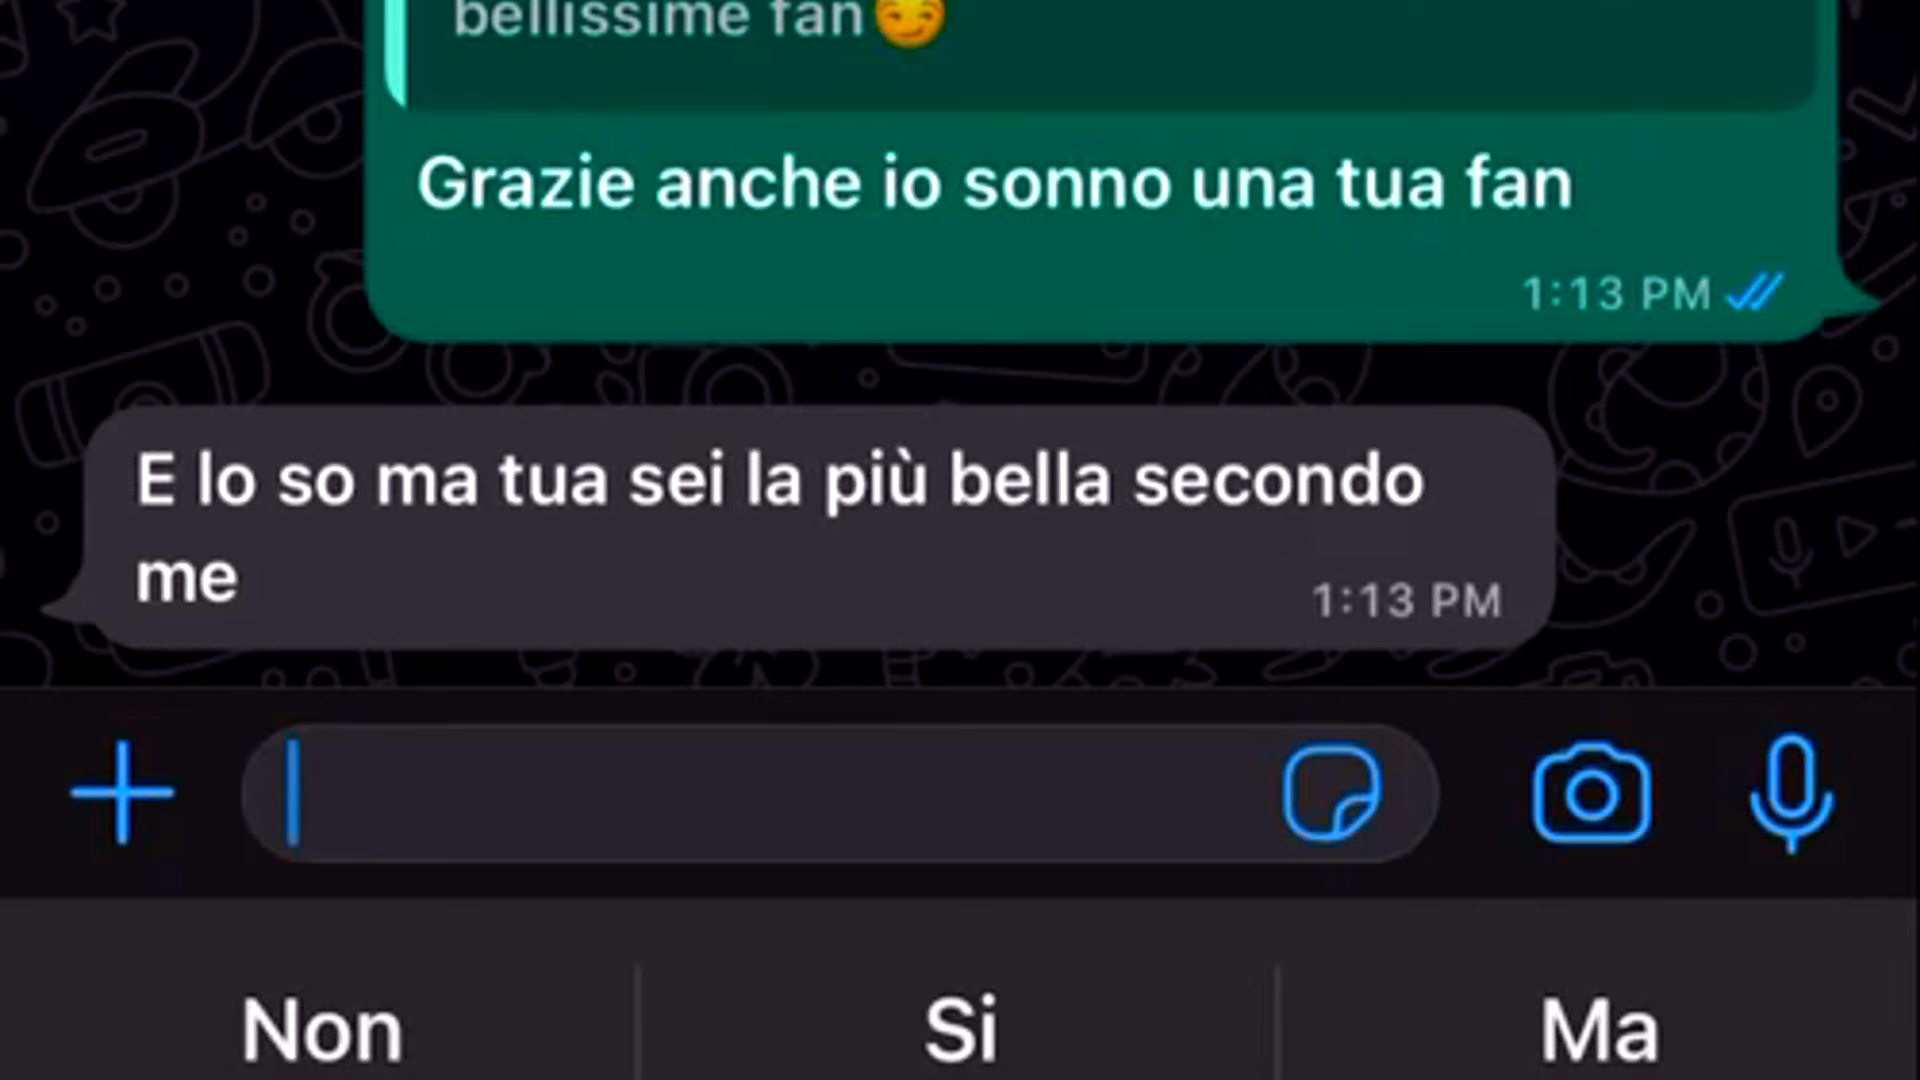 bellissime fan😏
Grazie anche io sonno una tua fan
1:13 PM
E lo so ma tua sei la più bella secondo
me
1:13 PM
Non Si Ma